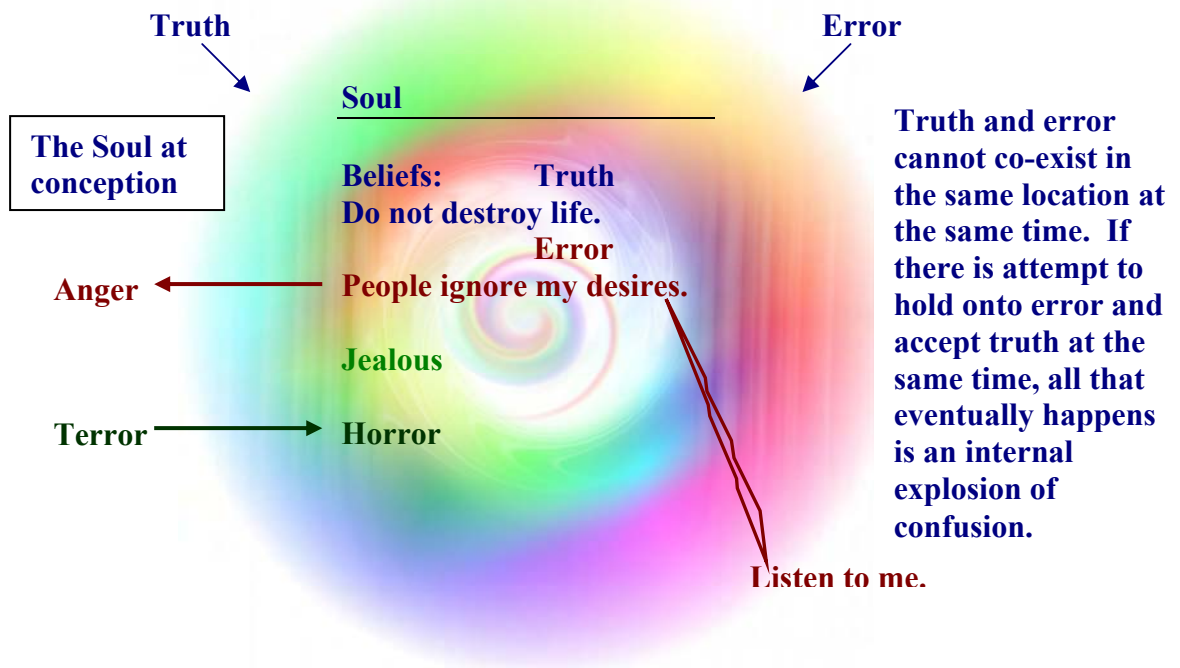 Truth
Error
Soul
The Soul at
conception
Beliefs: Truth
Do not destroy life.
Error
Anger
People ignore my desires.
Jealous
Terror
Horror
Truth and error
cannot co-exist in
the same location at
the same time. If
there is attempt to
hold onto error and
accept truth at the
same time, all that
eventually happens
is an internal
explosion of
confusion.
Listen to me.